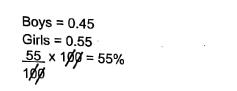 Boys = 0.45
Girls = 0.55
55/100 x 100 = 55%